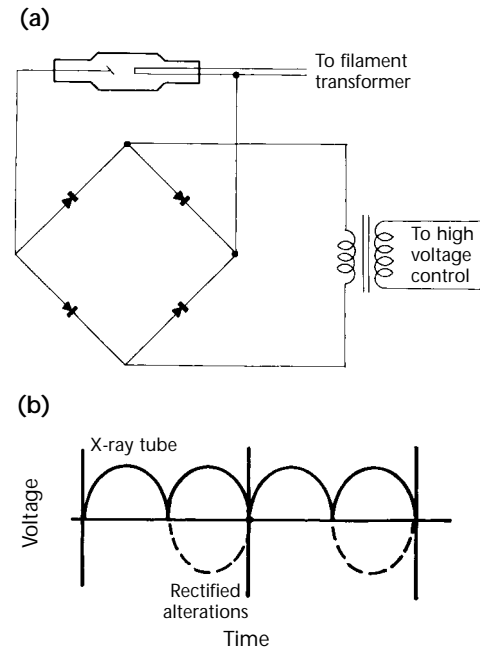 (a)
To filament
transformer
To high
voltage
control
(b)
X-ray tube
Voltage
Rectified
alterations
Time